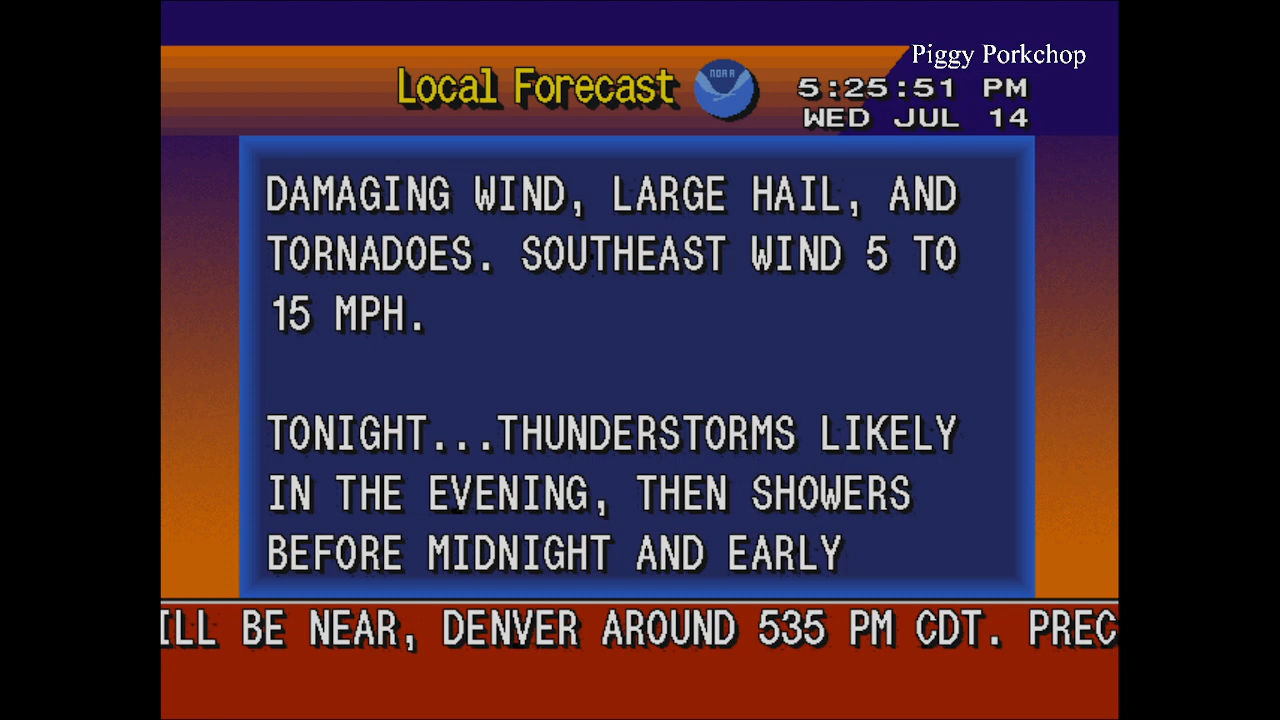 Piggy Porkchop
Local Forecast
NOAA
5:25:51 PM
WED JUL 14
DAMAGING WIND, LARGE HAIL, AND
TORNADOES. SOUTHEAST WIND 5 TO
15 MPH.
TONIGHT...THUNDERSTORMS LIKELY
IN THE EVENING, THEN SHOWERS
BEFORE MIDNIGHT AND EARLY
ILL BE NEAR, DENVER AROUND 535 PM CDT. PREC